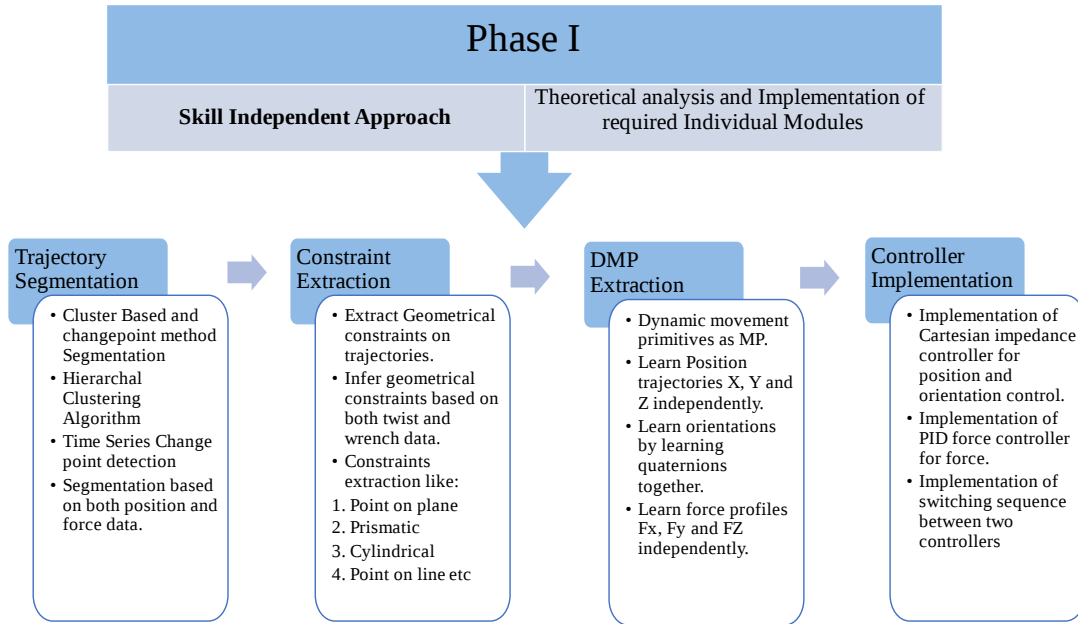 Phase I
Skill Independent Approach
Theoretical analysis and Implementation of
required Individual Modules
Trajectory
Segmentation
• Cluster Based and
changepoint method
Segmentation
• Hierarchal
Clustering
Algorithm
• Time Series Change
point detection
• Segmentation based
on both position and
force data.
Constraint
Extraction
• Extract Geometrical
constraints on
trajectories.
• Infer geometrical
constraints based on
both twist and
wrench data.
• Constraints
extraction like:
1. Point on plane
2. Prismatic
3. Cylindrical
4. Point on line etc
DMP
Extraction
• Dynamic movement
primitives as MP.
• Learn Position
trajectories X, Y and
Z independently.
• Learn orientations
by learning
quaternions
together.
• Learn force profiles
Fx, Fy and FZ
independently.
Controller
Implementation
• Implementation of
Cartesian impedance
controller for
position and
orientation control.
• Implementation of
PID force controller
for force.
• Implementation of
switching sequence
between two
controllers